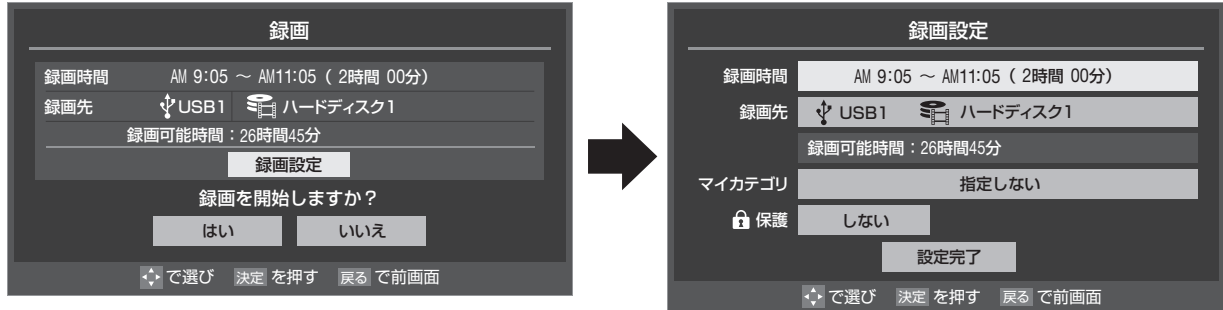 録画
録画時間 AM 9:05 ～ AM11:05 ( 2時間 00分)
録画先 USB1 ハードディスク1
録画可能時間：26時間45分
録画設定
録画を開始しますか？
はい いいえ
で選び 決定 を押す 戻る で前画面
録画設定
録画時間 AM 9:05 ～ AM11:05 ( 2時間 00分)
録画先 USB1 ハードディスク1
録画可能時間：26時間45分
マイカテゴリ 指定しない
保護 しない
設定完了
で選び 決定 を押す 戻る で前画面